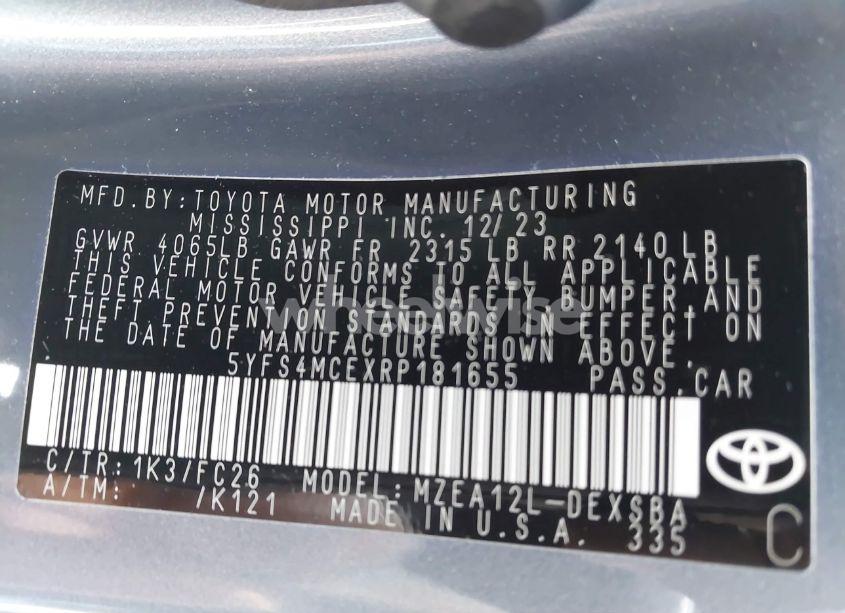 MFD. BY: TOYOTA MOTOR MANUFACTURING
MISSISSIPPI INC. 12/23
GVWR 4065LB GAWR FR 2315 LB RR 2140 LB
THIS VEHICLE CONFORMS TO ALL APPLICABLE
FEDERAL MOTOR VEHICLE SAFETY, BUMPER, AND
THEFT PREVENTION STANDARDS IN EFFECT ON
THE DATE OF MANUFACTURE SHOWN ABOVE.
5YFS4MCEXRP181655 PASS. CAR
C/TR: 1K3/FC26 MODEL: MZEA12L-DEXSBA
A/TM: /K121 MADE IN U.S.A. 335
C
wheelwise